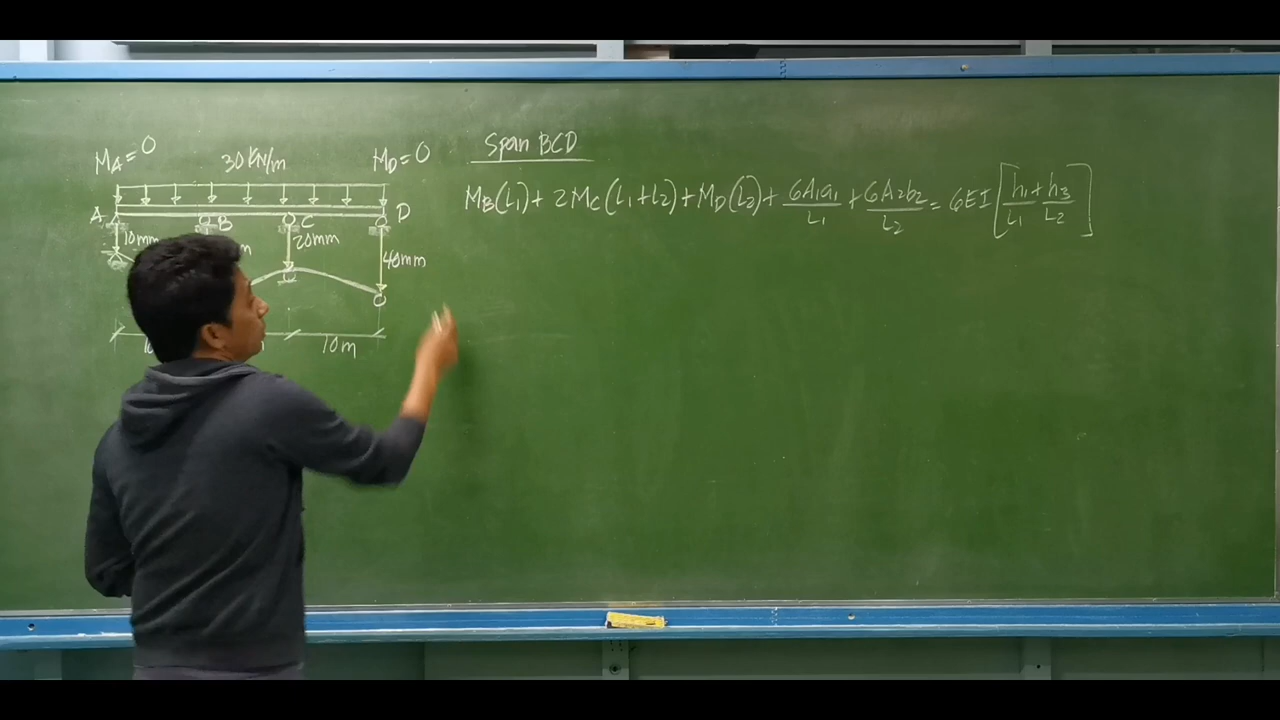 MA=0
30 KN/m
MD=0
A
B
C
D
10mm
20mm
40mm
10m
Span BCD
MB(L1)+ 2MC(L1+L2)+MD(L2)+ 6A1a1/L1 + 6A2b2/L2 = 6EI[h1/L1 + h3/L2]